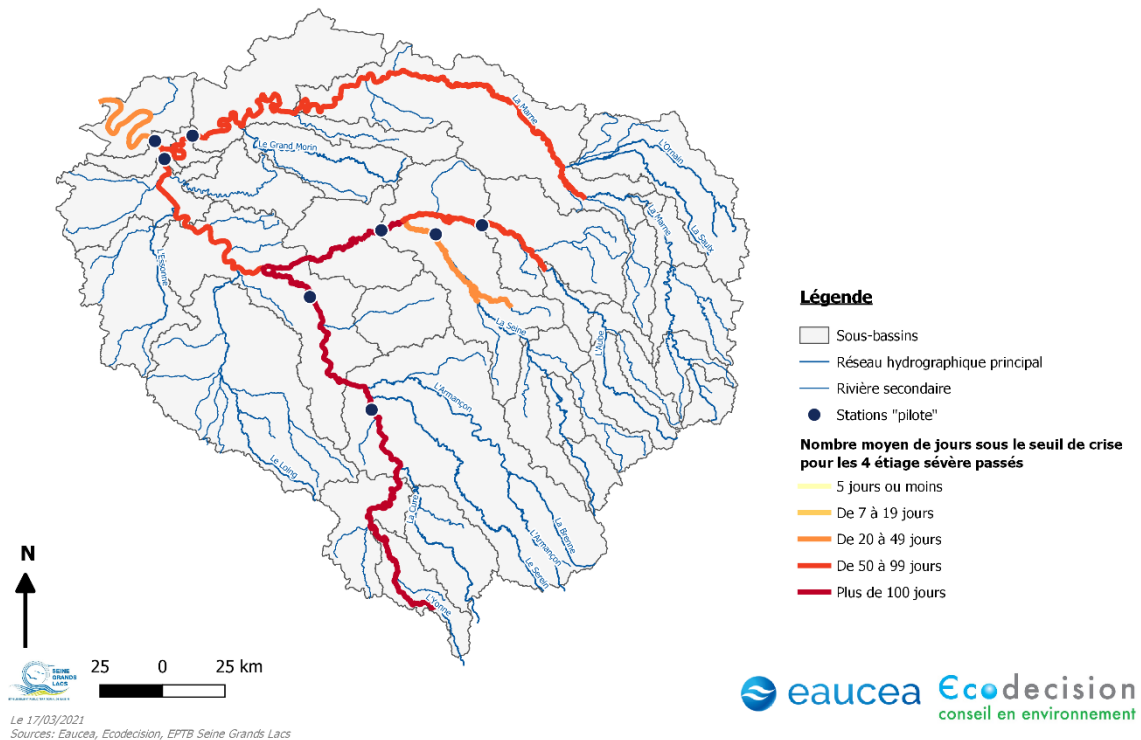 La Marne
L'Ornain
Le Grand Morin
La Marne
La Saulx
L'Essonne
La Seine
L'Aube
L'Armançon
Le Loing
La Cure
La Brenne
L'Armançon
Le Serein
L'Yonne
Légende
Sous-bassins
Réseau hydrographique principal
Rivière secondaire
Stations "pilote"
Nombre moyen de jours sous le seuil de crise
pour les 4 étiage sévère passés
5 jours ou moins
De 7 à 19 jours
De 20 à 49 jours
De 50 à 99 jours
Plus de 100 jours
N
25 0 25 km
SEINE
GRANDS
LACS
eaucea
Ecodecision
conseil en environnement
Le 17/03/2021
Sources: Eaucea, Ecodecision, EPTB Seine Grands Lacs